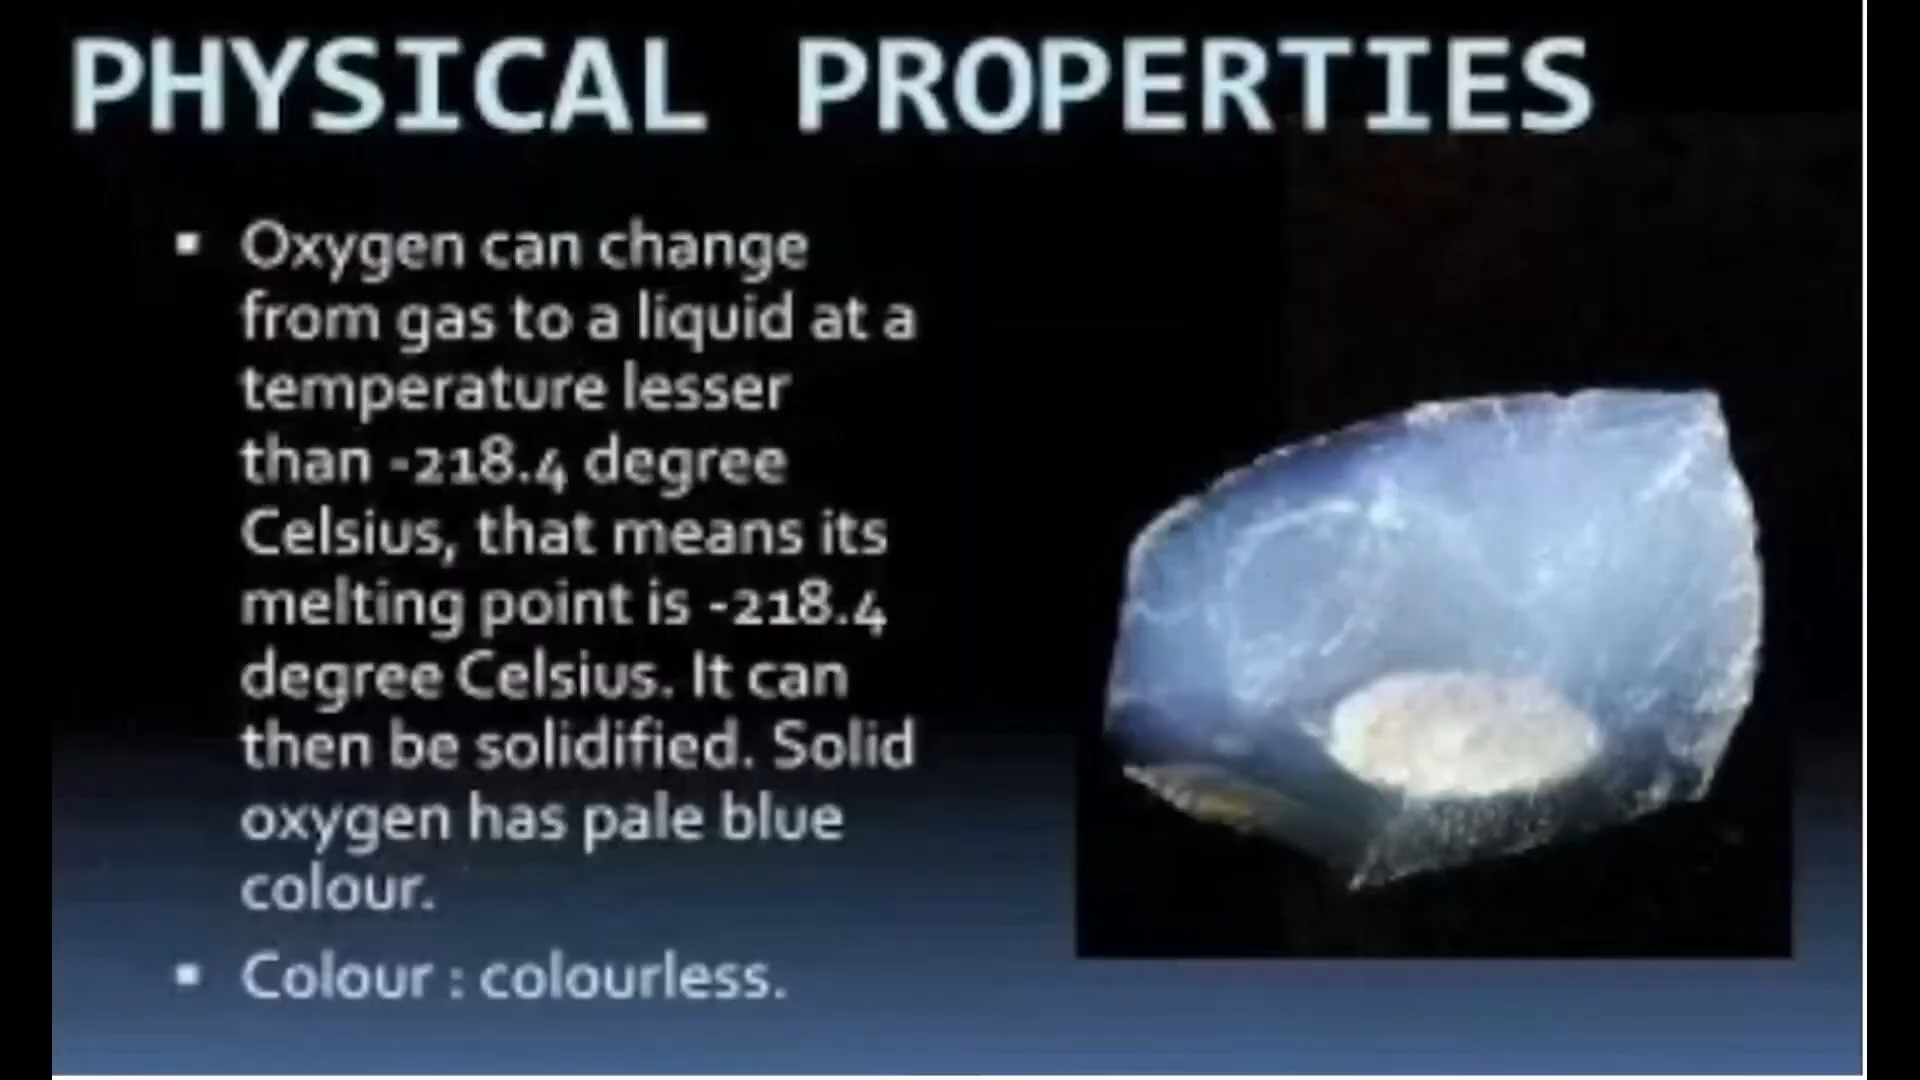 PHYSICAL PROPERTIES
▪ Oxygen can change
from gas to a liquid at a
temperature lesser
than -218.4 degree
Celsius, that means its
melting point is -218.4
degree Celsius. It can
then be solidified. Solid
oxygen has pale blue
colour.
▪ Colour : colourless.